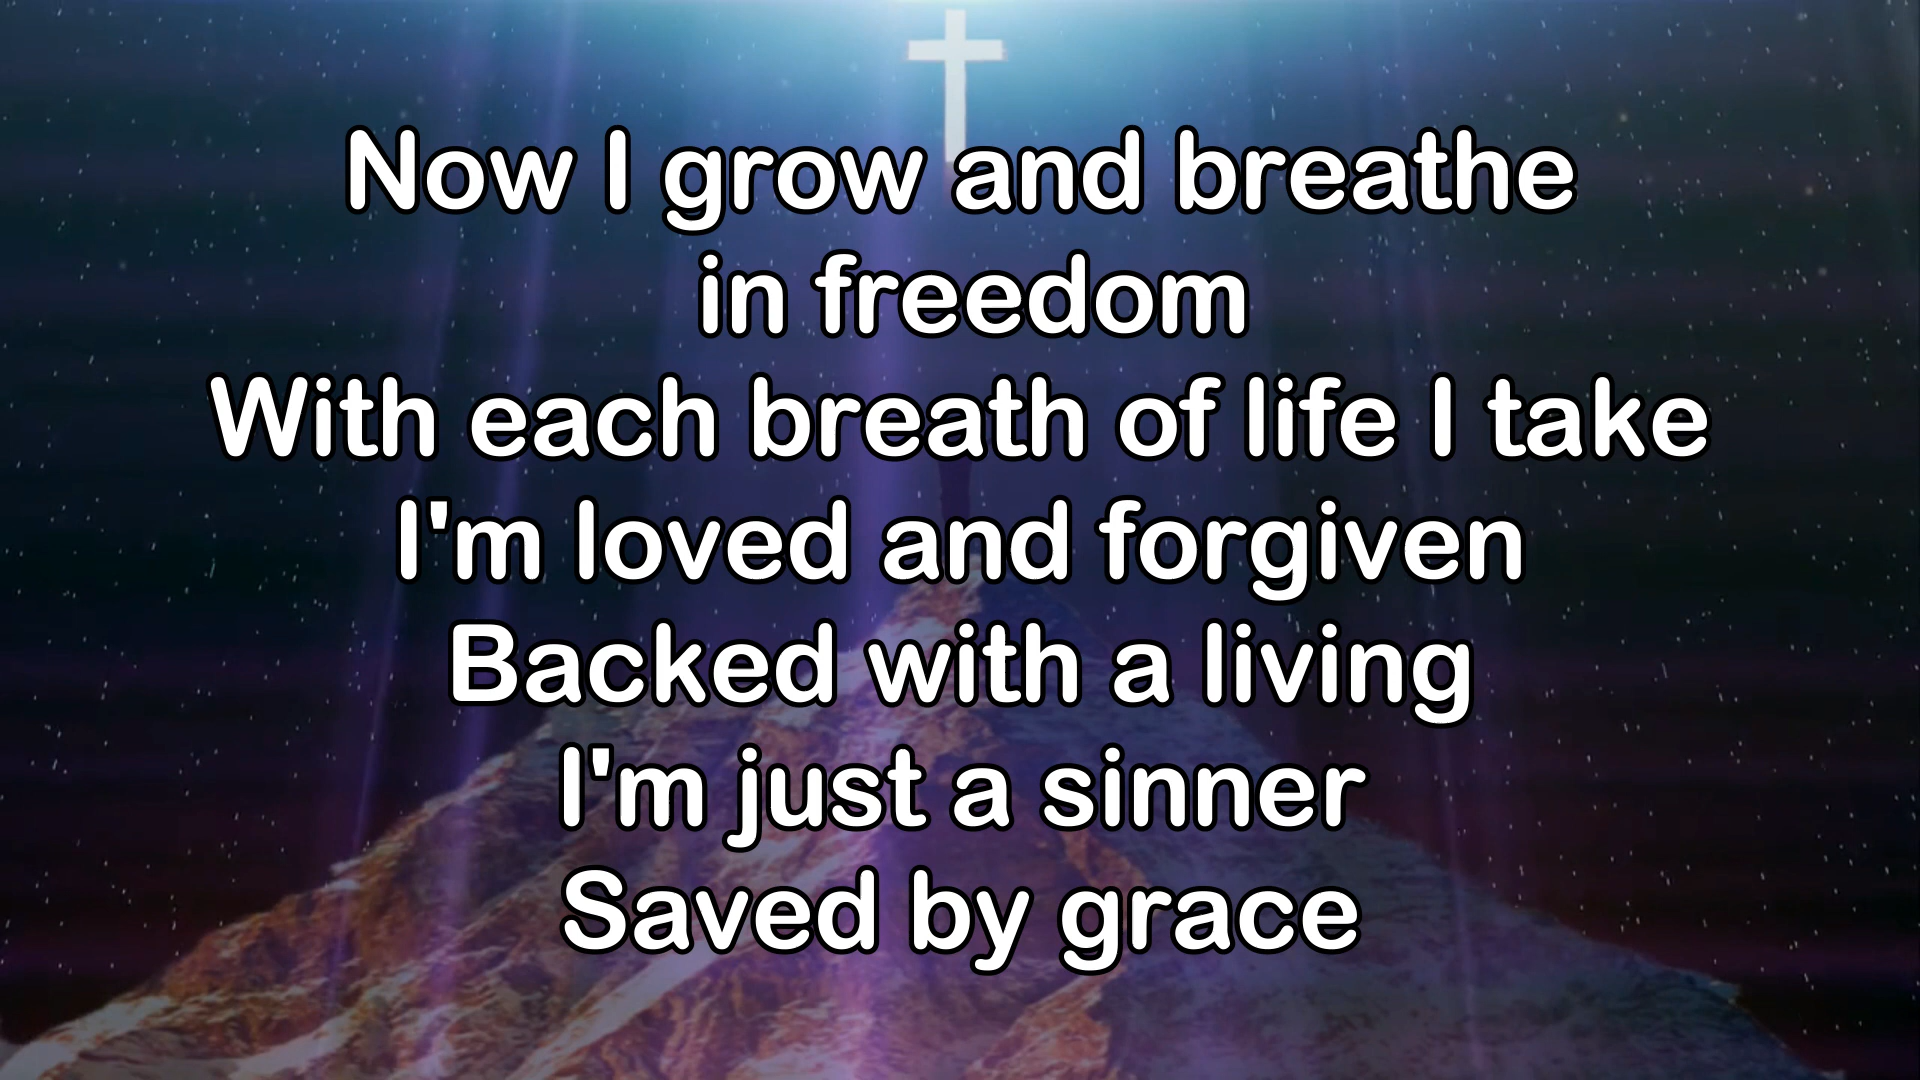 Now I grow and breathe
in freedom
With each breath of life I take
I'm loved and forgiven
Backed with a living
I'm just a sinner
Saved by grace